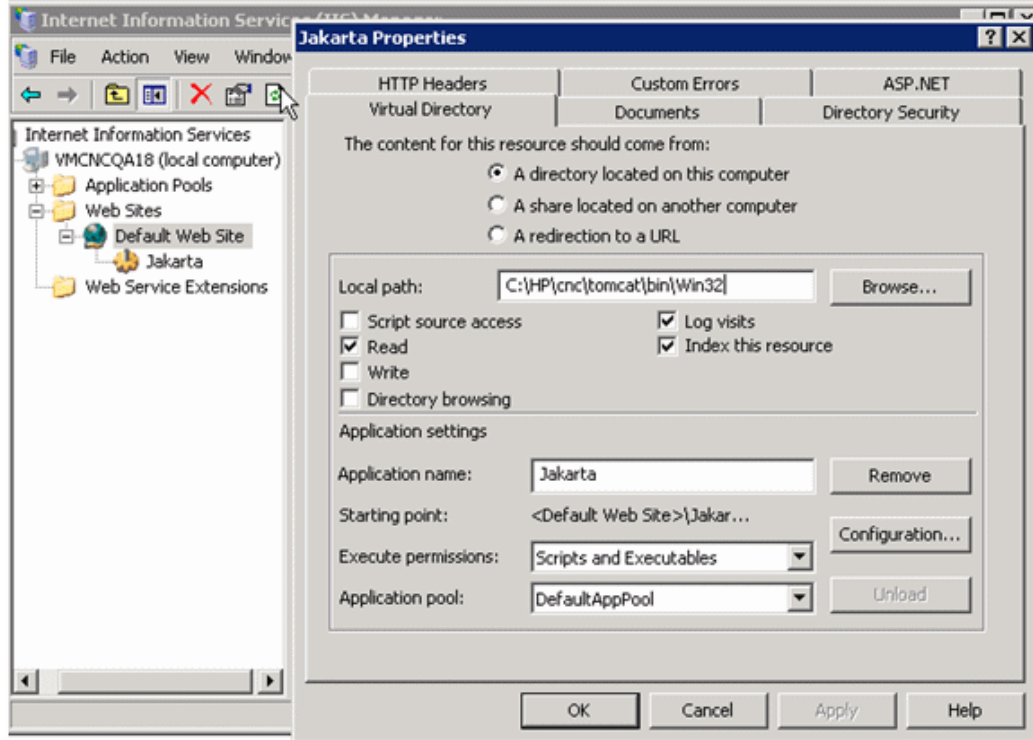 Internet Information Services (IIS) Manager
File Action View Window
Internet Information Services
VMCNCQA18 (local computer)
Application Pools
Web Sites
Default Web Site
Jakarta
Web Service Extensions
Jakarta Properties
HTTP Headers Custom Errors ASP.NET
Virtual Directory Documents Directory Security
The content for this resource should come from:
A directory located on this computer
A share located on another computer
A redirection to a URL
Local path: C:\HP\cnc\tomcat\bin\Win32 Browse...
Script source access Log visits
Read Index this resource
Write
Directory browsing
Application settings
Application name: Jakarta Remove
Starting point: <Default Web Site>\Jakar...
Configuration...
Execute permissions: Scripts and Executables
Application pool: DefaultAppPool Unload
OK Cancel Apply Help